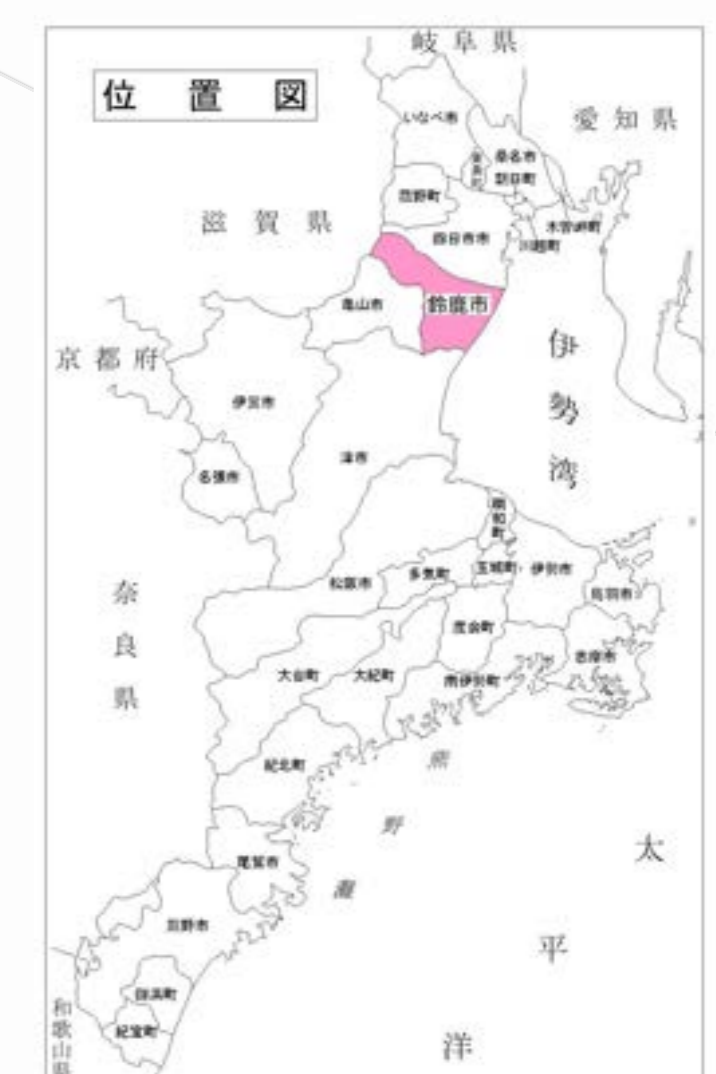 位置図
岐阜県
愛知県
いなべ市
桑名市
東員町
朝日町
菰野町
木曽岬町
滋賀県
四日市市
川越町
亀山市
鈴鹿市
京都府
伊勢湾
伊賀市
津市
名張市
明和町
松阪市
多気町
玉城町
伊勢市
鳥羽市
奈良県
度会町
志摩市
大台町
大紀町
南伊勢町
紀北町
熊野灘
尾鷲市
太平洋
熊野市
御浜町
紀宝町
和歌山県